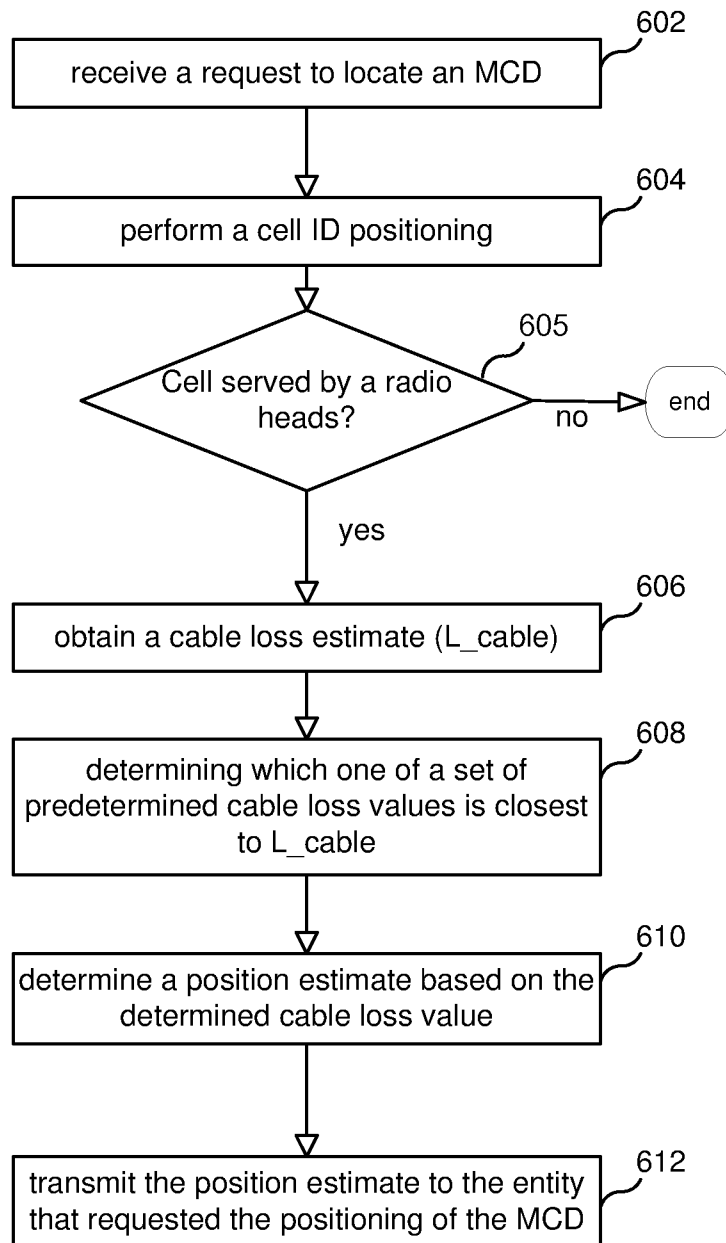 602
receive a request to locate an MCD
604
perform a cell ID positioning
605
Cell served by a radio
heads?
no
end
yes
606
obtain a cable loss estimate (L_cable)
608
determining which one of a set of
predetermined cable loss values is closest
to L_cable
610
determine a position estimate based on the
determined cable loss value
612
transmit the position estimate to the entity
that requested the positioning of the MCD